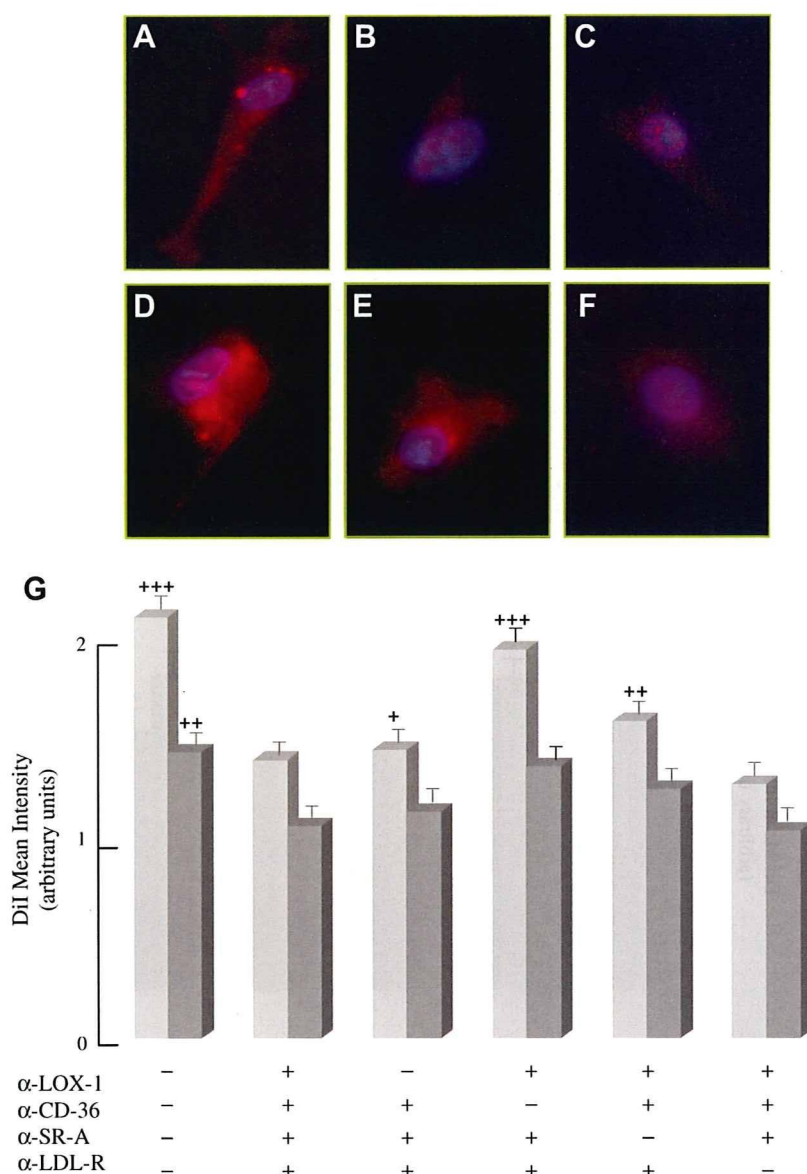 A B C
D E F
G
+++
++
+
+++
++
2
1
0
DiI Mean Intensity
(arbitrary units)
α-LOX-1 − + − + + +
α-CD-36 − + + − + +
α-SR-A − + + + − +
α-LDL-R − + + + + −